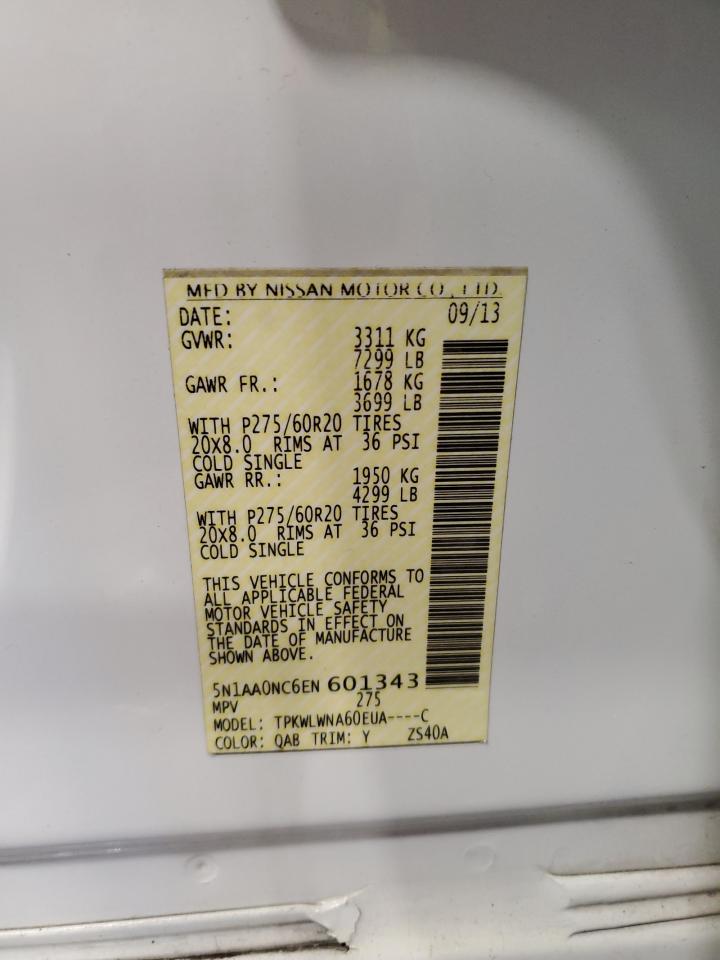 MFD BY NISSAN MOTOR CO., LTD.
DATE: 09/13
GVWR: 3311 KG
7299 LB
GAWR FR.: 1678 KG
3699 LB
WITH P275/60R20 TIRES
20X8.0 RIMS AT 36 PSI
COLD SINGLE
GAWR RR.: 1950 KG
4299 LB
WITH P275/60R20 TIRES
20X8.0 RIMS AT 36 PSI
COLD SINGLE
THIS VEHICLE CONFORMS TO
ALL APPLICABLE FEDERAL
MOTOR VEHICLE SAFETY
STANDARDS IN EFFECT ON
THE DATE OF MANUFACTURE
SHOWN ABOVE.
5N1AA0NC6EN 601343
MPV 275
MODEL: TPKWLWNA60EUA----C
COLOR: QAB TRIM: Y ZS40A